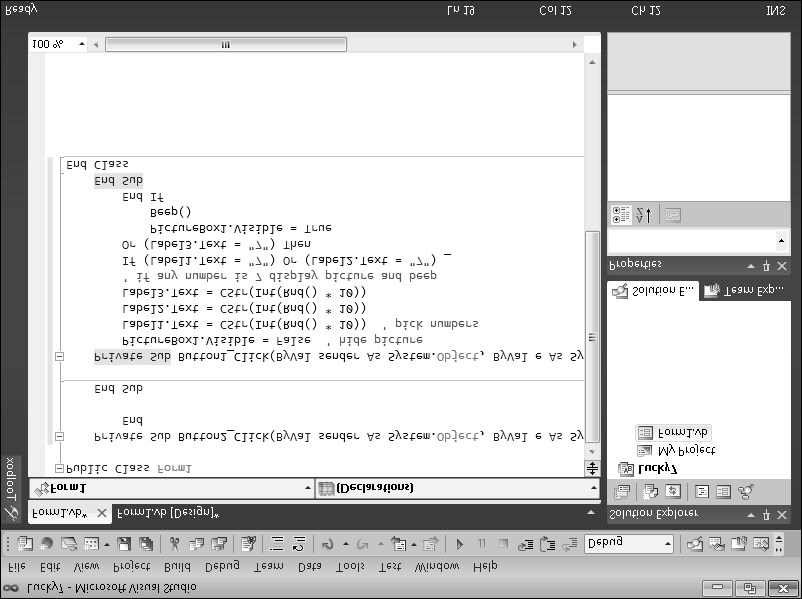 Lucky7 - Microsoft Visual Studio
File Edit View Project Build Debug Team Data Tools Test Window Help
Debug
Toolbox
Form1.vb* Form1.vb [Design]*
Form1 (Declarations)
Public Class Form1
Private Sub Button2_Click(ByVal sender As System.Object, ByVal e As Sy
End
End Sub
Private Sub Button1_Click(ByVal sender As System.Object, ByVal e As Sy
PictureBox1.Visible = False ' hide picture
Label1.Text = CStr(Int(Rnd() * 10)) ' pick numbers
Label2.Text = CStr(Int(Rnd() * 10))
Label3.Text = CStr(Int(Rnd() * 10))
' if any number is 7 display picture and beep
If (Label1.Text = "7") Or (Label2.Text = "7") _
Or (Label3.Text = "7") Then
PictureBox1.Visible = True
Beep()
End If
End Sub
End Class
100 %
Solution Explorer
Lucky7
My Project
Form1.vb
Solution E... Team Exp...
Properties
Ready Ln 19 Col 12 Ch 12 INS